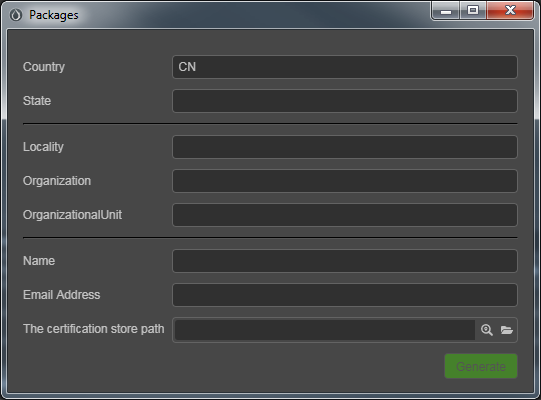 Packages
Country CN
State
Locality
Organization
OrganizationalUnit
Name
Email Address
The certification store path
Generate